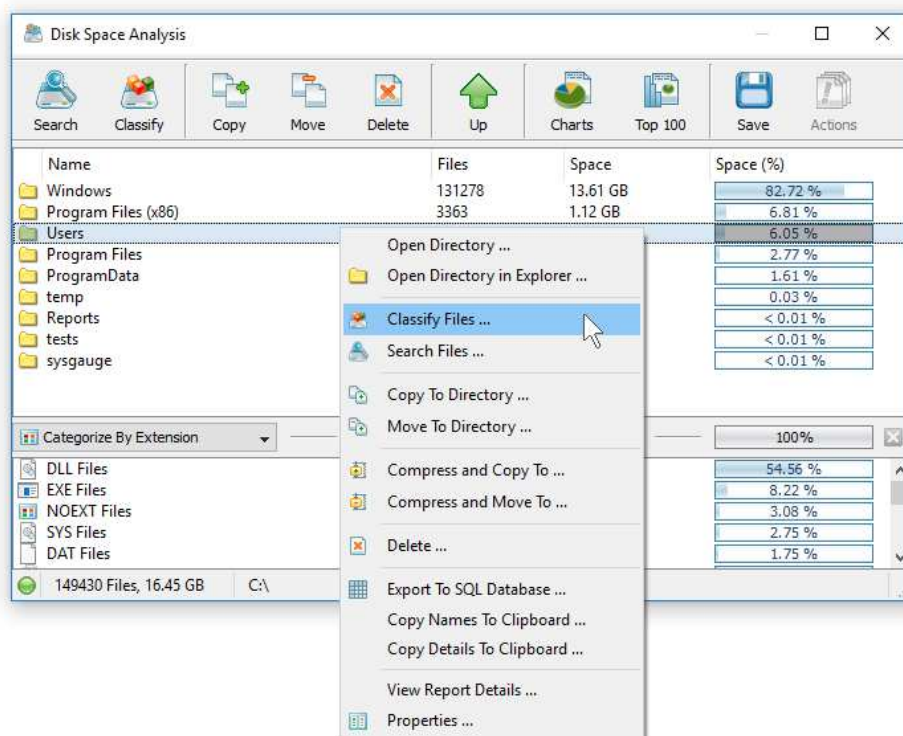 Disk Space Analysis
Search Classify Copy Move Delete Up Charts Top 100 Save Actions
Name Files Space Space (%)
Windows 131278 13.61 GB 82.72 %
Program Files (x86) 3363 1.12 GB 6.81 %
Users 6.05 %
Program Files 2.77 %
ProgramData 1.61 %
temp 0.03 %
Reports < 0.01 %
tests < 0.01 %
sysgauge < 0.01 %
Open Directory ...
Open Directory in Explorer ...
Classify Files ...
Search Files ...
Copy To Directory ...
Move To Directory ...
Compress and Copy To ...
Compress and Move To ...
Delete ...
Export To SQL Database ...
Copy Names To Clipboard ...
Copy Details To Clipboard ...
View Report Details ...
Properties ...
Categorize By Extension 100%
DLL Files 54.56 %
EXE Files 8.22 %
NOEXT Files 3.08 %
SYS Files 2.75 %
DAT Files 1.75 %
149430 Files, 16.45 GB C:\